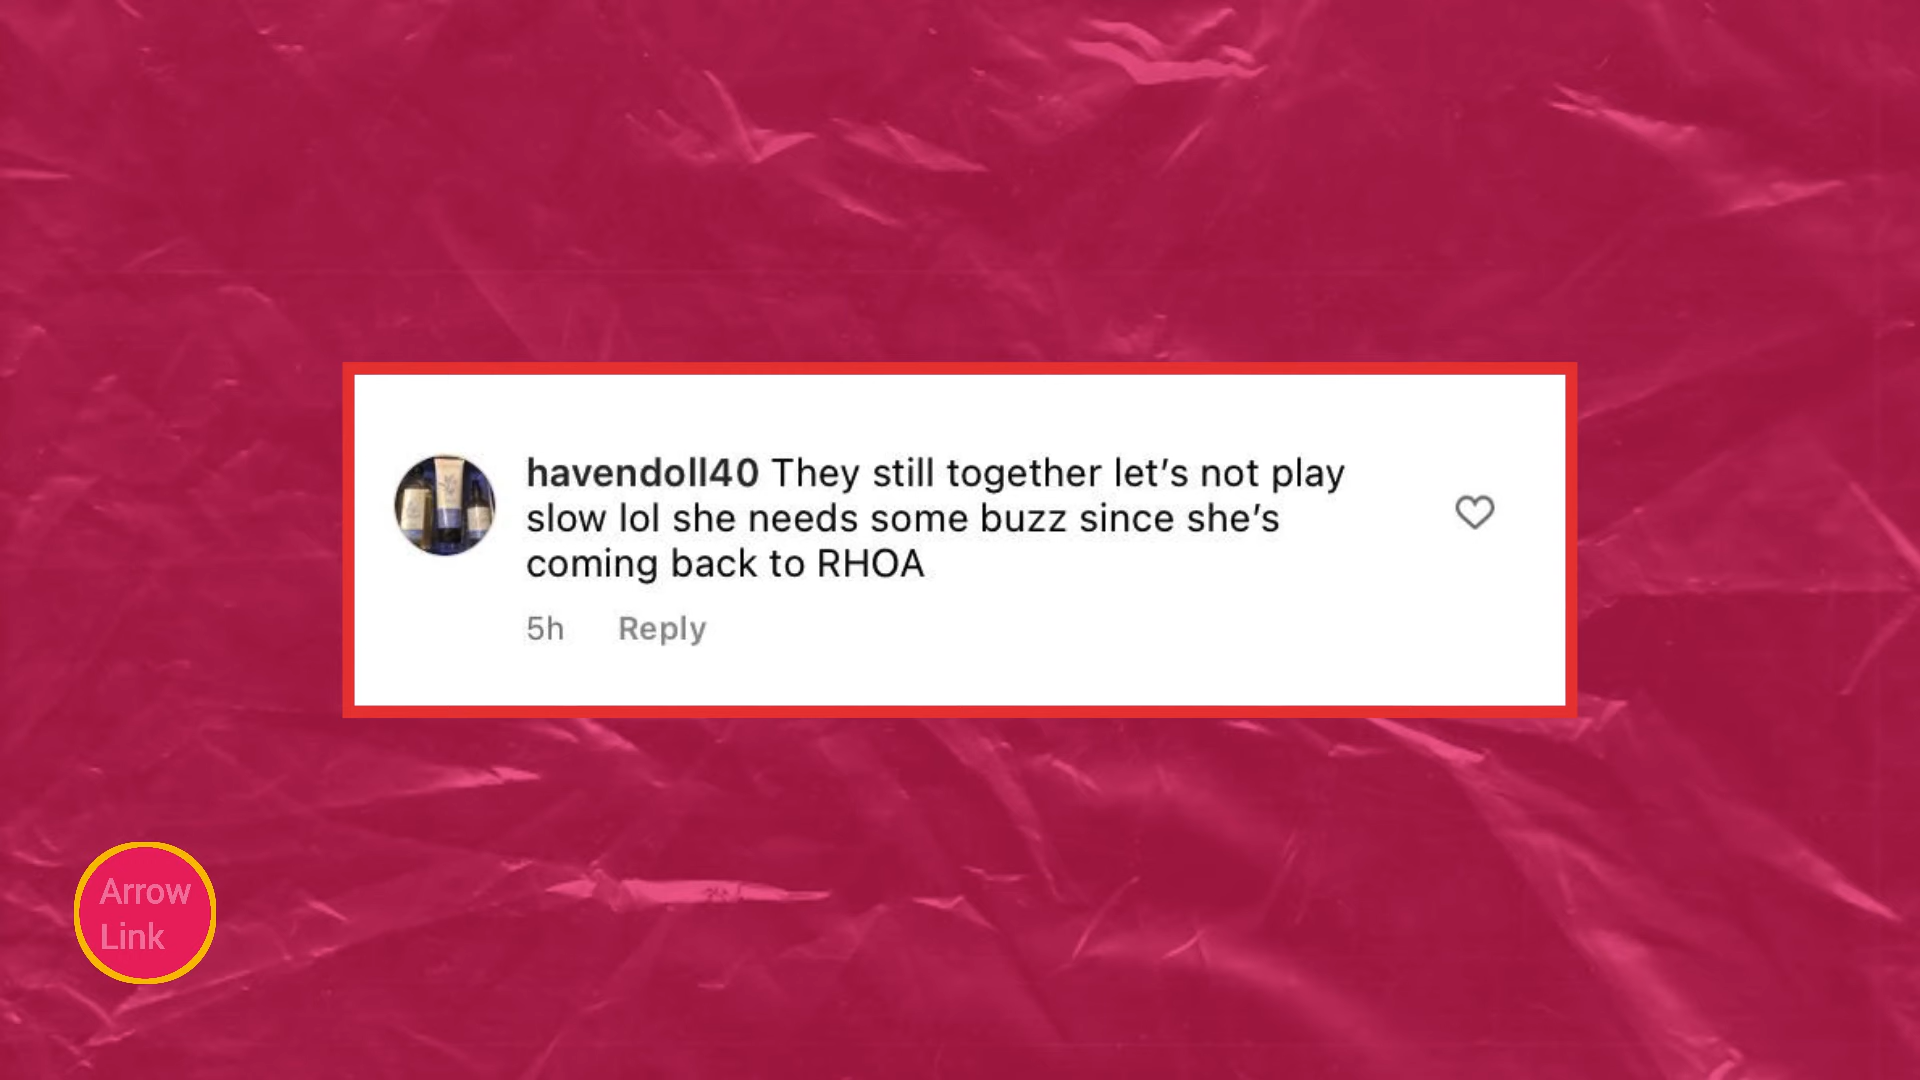 havendoll40 They still together let’s not play
slow lol she needs some buzz since she’s
coming back to RHOA
5h Reply
Arrow
Link